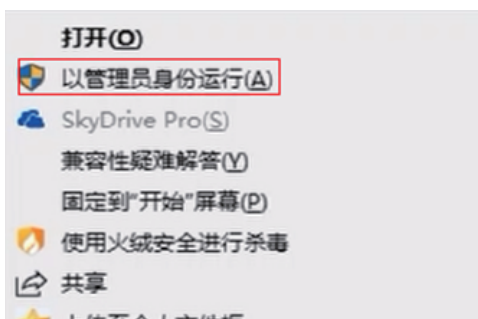 打开(O)
以管理员身份运行(A)
SkyDrive Pro(S)
兼容性疑难解答(Y)
固定到"开始"屏幕(P)
使用火绒安全进行杀毒
共享